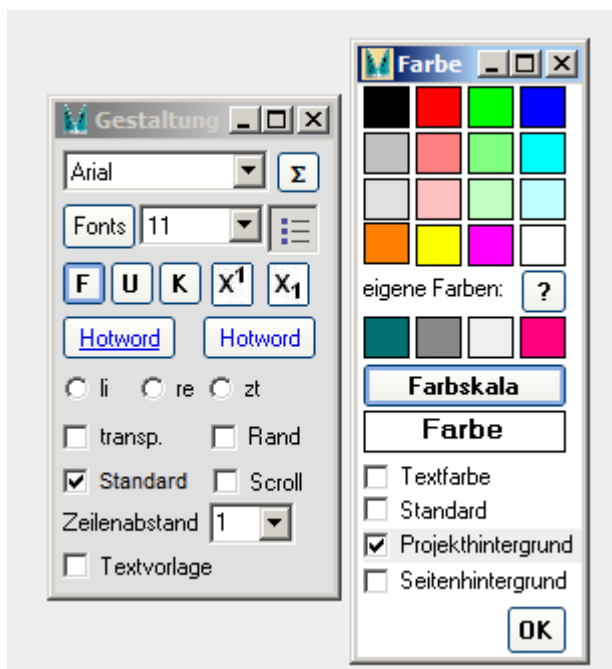 Gestaltung
Arial
Σ
Fonts
11
F U K X1 X1
Hotword Hotword
li re zt
transp. Rand
Standard Scroll
Zeilenabstand 1
Textvorlage
Farbe
eigene Farben: ?
Farbskala
Farbe
Textfarbe
Standard
Projekthintergrund
Seitenhintergrund
OK